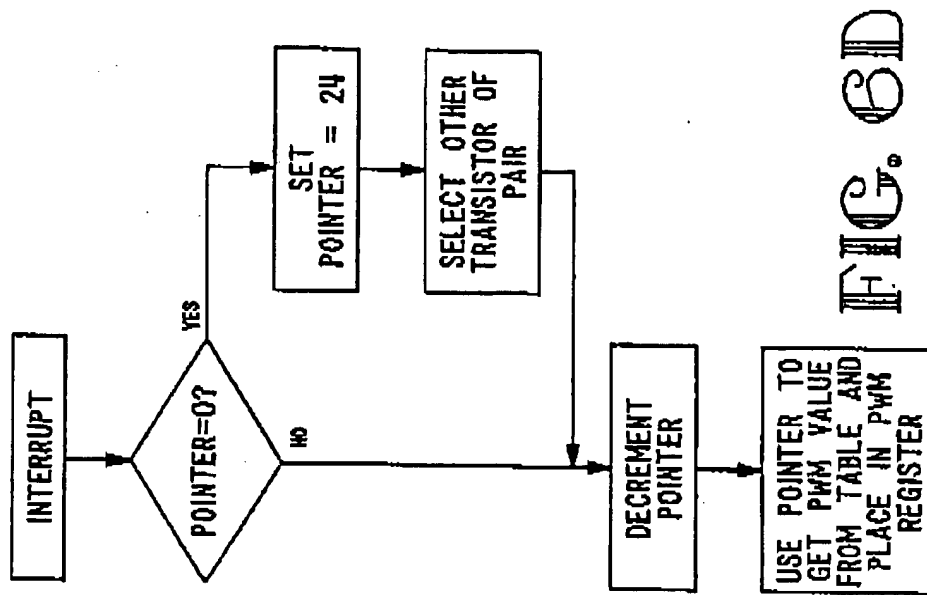 INTERRUPT
POINTER=0?
YES
NO
SET
POINTER = 24
SELECT OTHER
TRANSISTOR OF
PAIR
DECREMENT
POINTER
USE POINTER TO
GET PWM VALUE
FROM TABLE AND
PLACE IN PWM
REGISTER
FIG. 6D